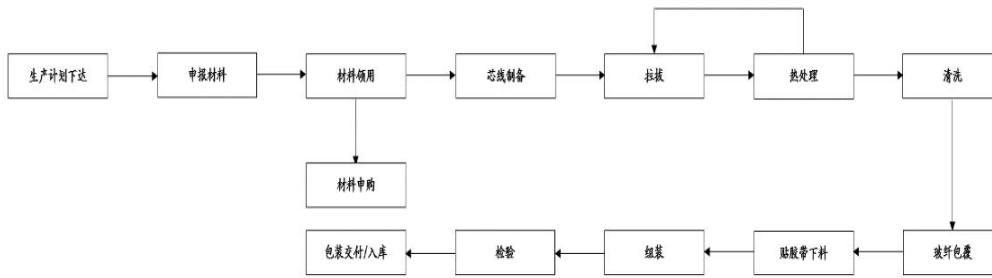 生产计划下达
申报材料
材料领用
芯线制备
拉拔
热处理
清洗
材料申购
包装交付/入库
检验
组装
贴胶带下料
玻纤包覆